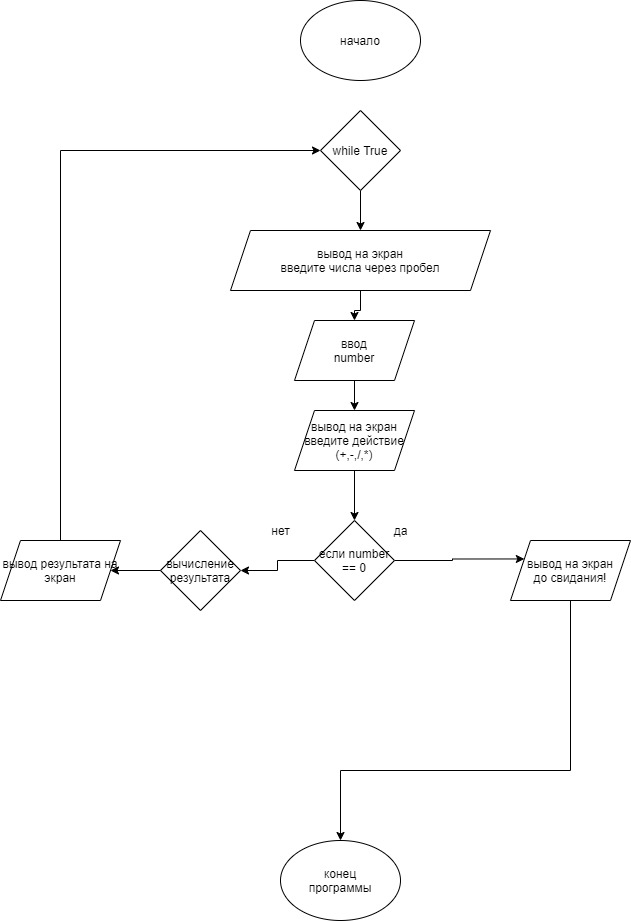 начало
while True
вывод на экран
введите числа через пробел
ввод
number
вывод на экран
введите действие
(+,-,/,*)
нет
да
если number
== 0
вычисление
результата
вывод результата на
экран
вывод на экран
до свидания!
конец
программы